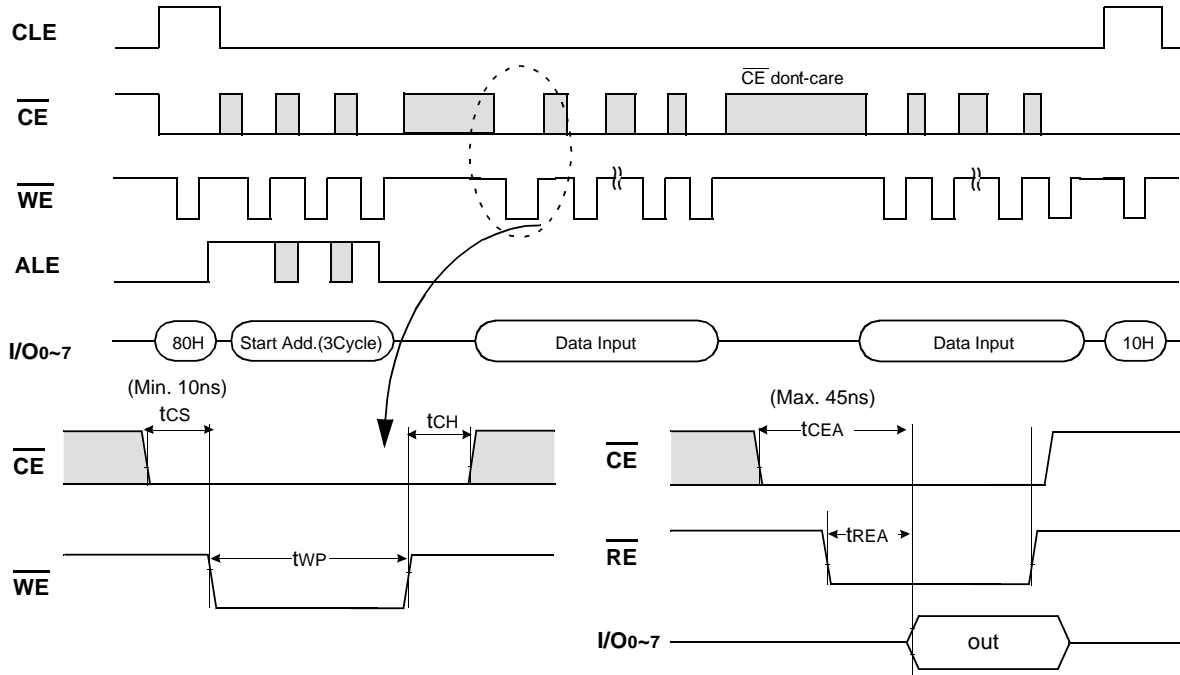 CLE
CE dont-care
CE
WE
ALE
I/O0~7 80H Start Add.(3Cycle) Data Input Data Input 10H
(Min. 10ns)
tCS
tCH
CE
tWP
WE
(Max. 45ns)
tCEA
CE
tREA
RE
I/O0~7 out